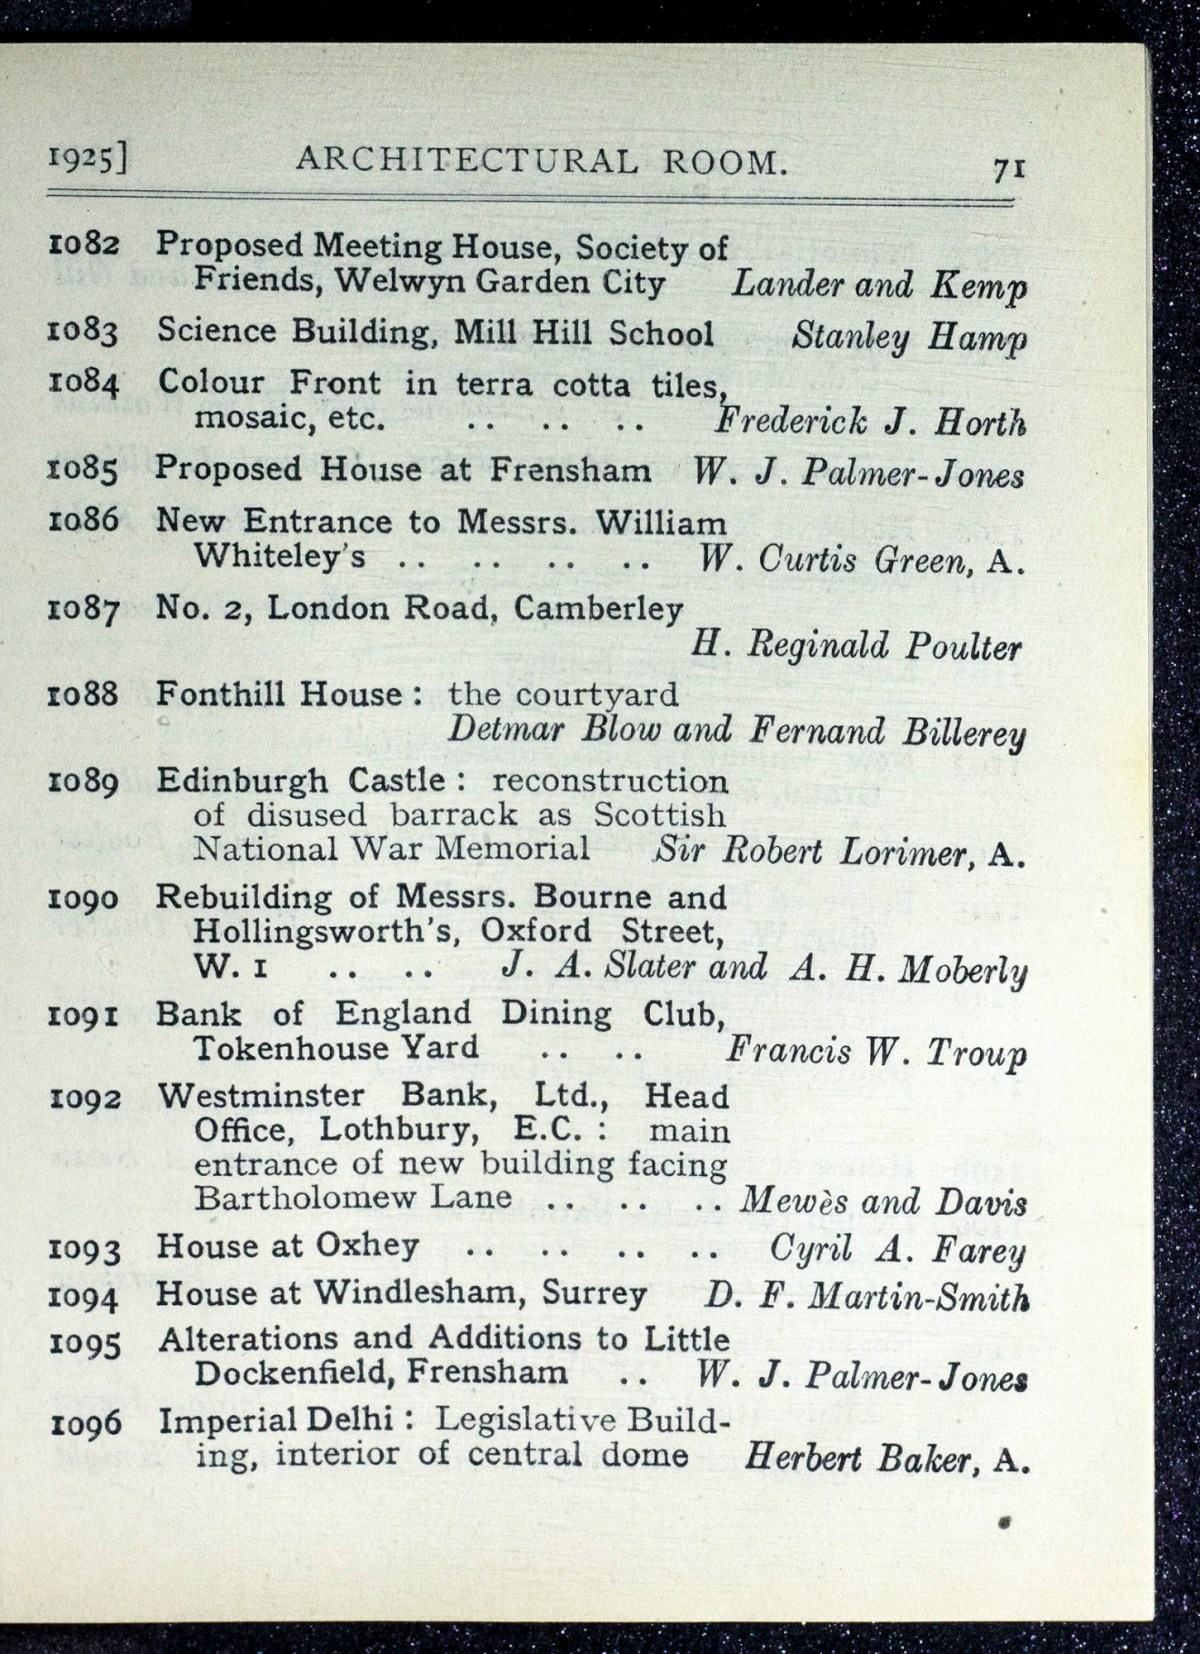 1925] ARCHITECTURAL ROOM. 71
1082 Proposed Meeting House, Society of
Friends, Welwyn Garden City Lander and Kemp
1083 Science Building, Mill Hill School Stanley Hamp
1084 Colour Front in terra cotta tiles,
mosaic, etc. .. .. .. Frederick J. Horth
1085 Proposed House at Frensham W. J. Palmer-Jones
1086 New Entrance to Messrs. William
Whiteley's .. .. .. .. W. Curtis Green, A.
1087 No. 2, London Road, Camberley
H. Reginald Poulter
1088 Fonthill House : the courtyard
Detmar Blow and Fernand Billerey
1089 Edinburgh Castle : reconstruction
of disused barrack as Scottish
National War Memorial Sir Robert Lorimer, A.
1090 Rebuilding of Messrs. Bourne and
Hollingsworth's, Oxford Street,
W. 1 .. .. J. A. Slater and A. H. Moberly
1091 Bank of England Dining Club,
Tokenhouse Yard .. .. Francis W. Troup
1092 Westminster Bank, Ltd., Head
Office, Lothbury, E.C. : main
entrance of new building facing
Bartholomew Lane .. .. .. Mewès and Davis
1093 House at Oxhey .. .. .. .. Cyril A. Farey
1094 House at Windlesham, Surrey D. F. Martin-Smith
1095 Alterations and Additions to Little
Dockenfield, Frensham .. W. J. Palmer-Jones
1096 Imperial Delhi : Legislative Build-
ing, interior of central dome Herbert Baker, A.